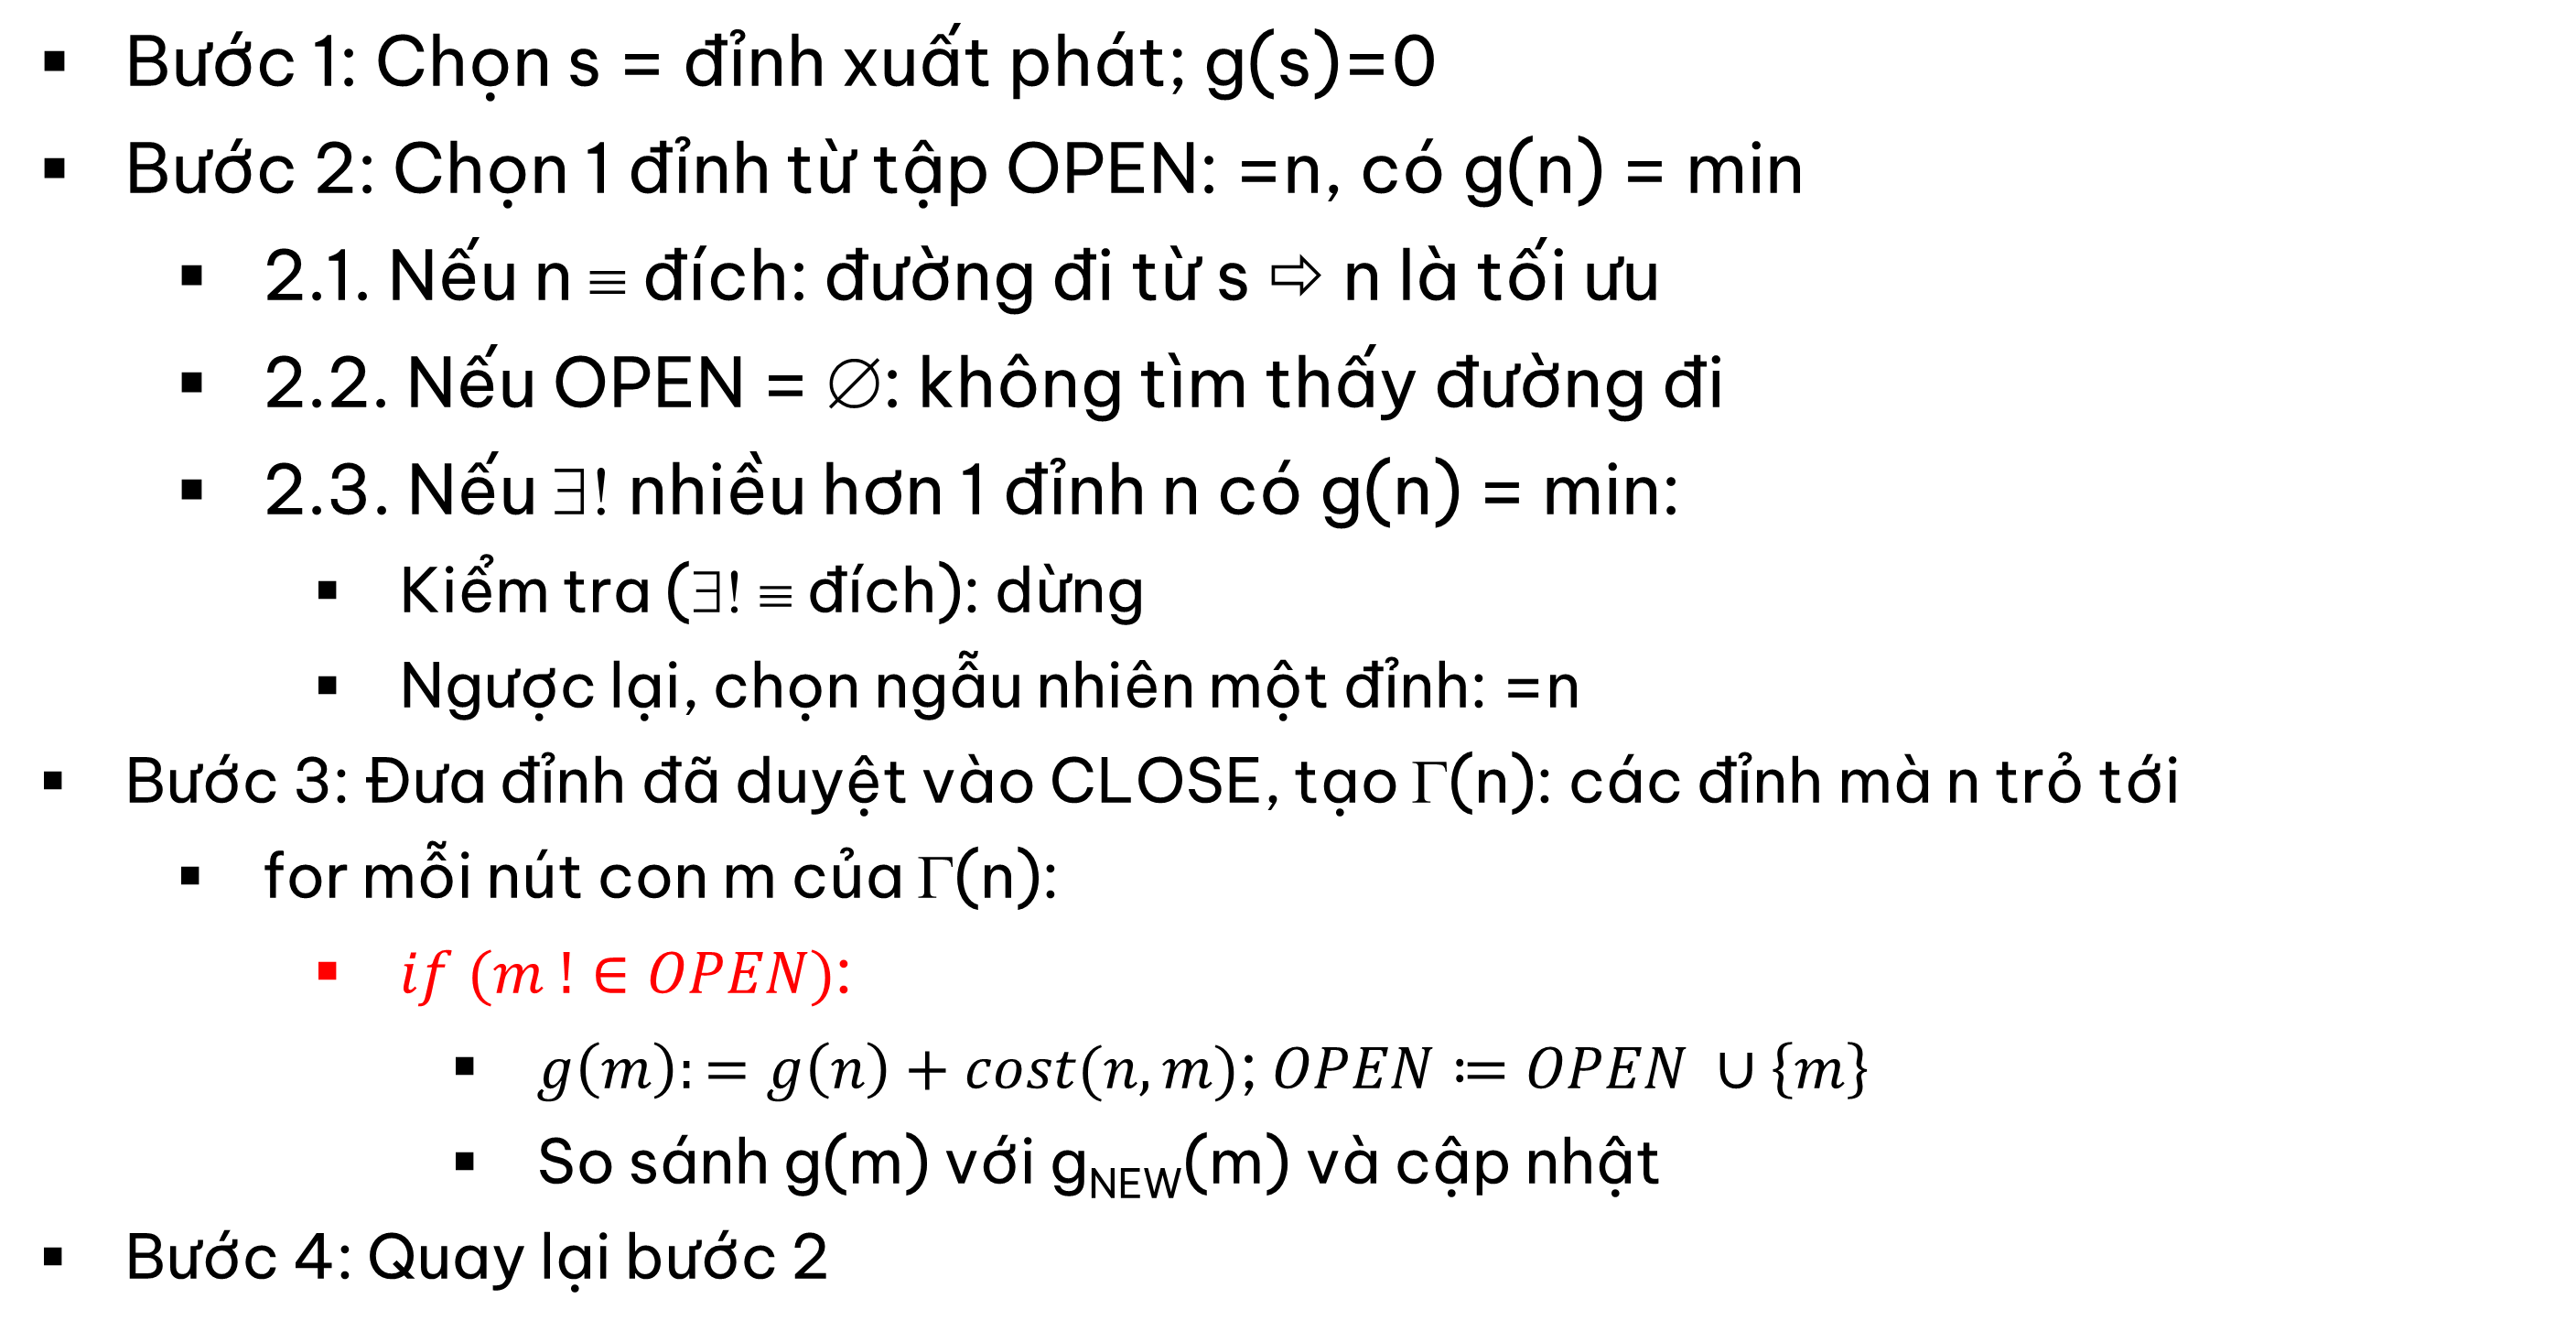 ▪ Bước 1: Chọn s = đỉnh xuất phát; g(s)=0
▪ Bước 2: Chọn 1 đỉnh từ tập OPEN: =n, có g(n) = min
▪ 2.1. Nếu n ≡ đích: đường đi từ s ⇨ n là tối ưu
▪ 2.2. Nếu OPEN = ∅: không tìm thấy đường đi
▪ 2.3. Nếu ∃! nhiều hơn 1 đỉnh n có g(n) = min:
▪ Kiểm tra (∃! ≡ đích): dừng
▪ Ngược lại, chọn ngẫu nhiên một đỉnh: =n
▪ Bước 3: Đưa đỉnh đã duyệt vào CLOSE, tạo Γ(n): các đỉnh mà n trỏ tới
▪ for mỗi nút con m của Γ(n):
▪ if (m ! ∈ OPEN):
▪ g(m): = g(n) + cost(n, m); OPEN ≔ OPEN ∪ {m}
▪ So sánh g(m) với g_NEW(m) và cập nhật
▪ Bước 4: Quay lại bước 2